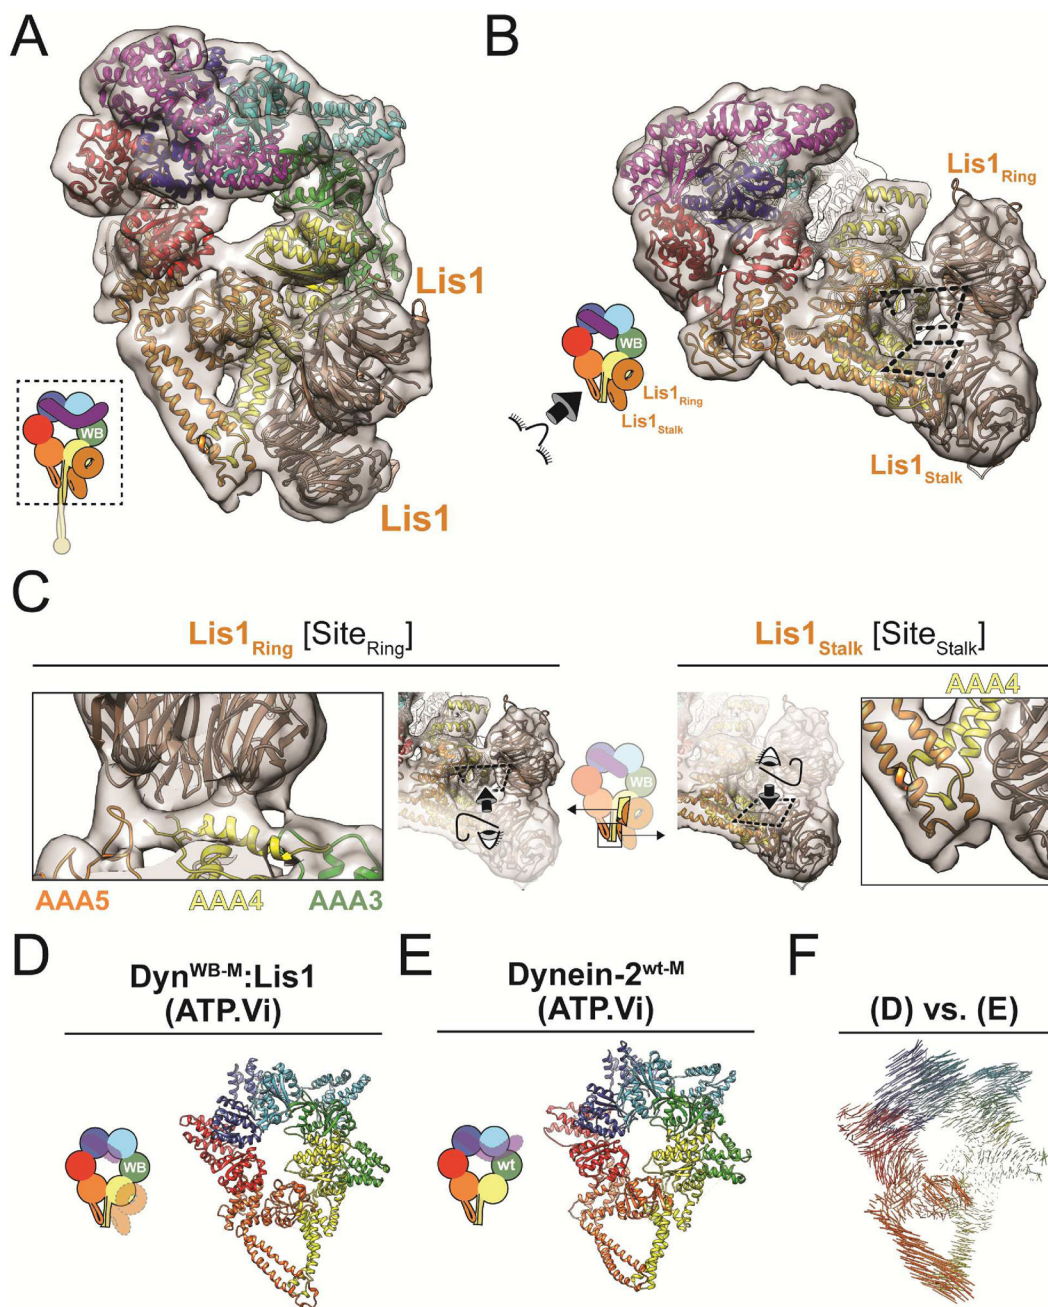 A
B
Lis1Ring
Lis1
WB
WB
Lis1Ring
Lis1Stalk
Lis1Stalk
Lis1
C
Lis1Ring [SiteRing]
Lis1Stalk [SiteStalk]
AAA4
WB
AAA5
AAA4
AAA3
D
DynWB-M:Lis1
(ATP.Vi)
E
Dynein-2wt-M
(ATP.Vi)
F
(D) vs. (E)
WB
wt